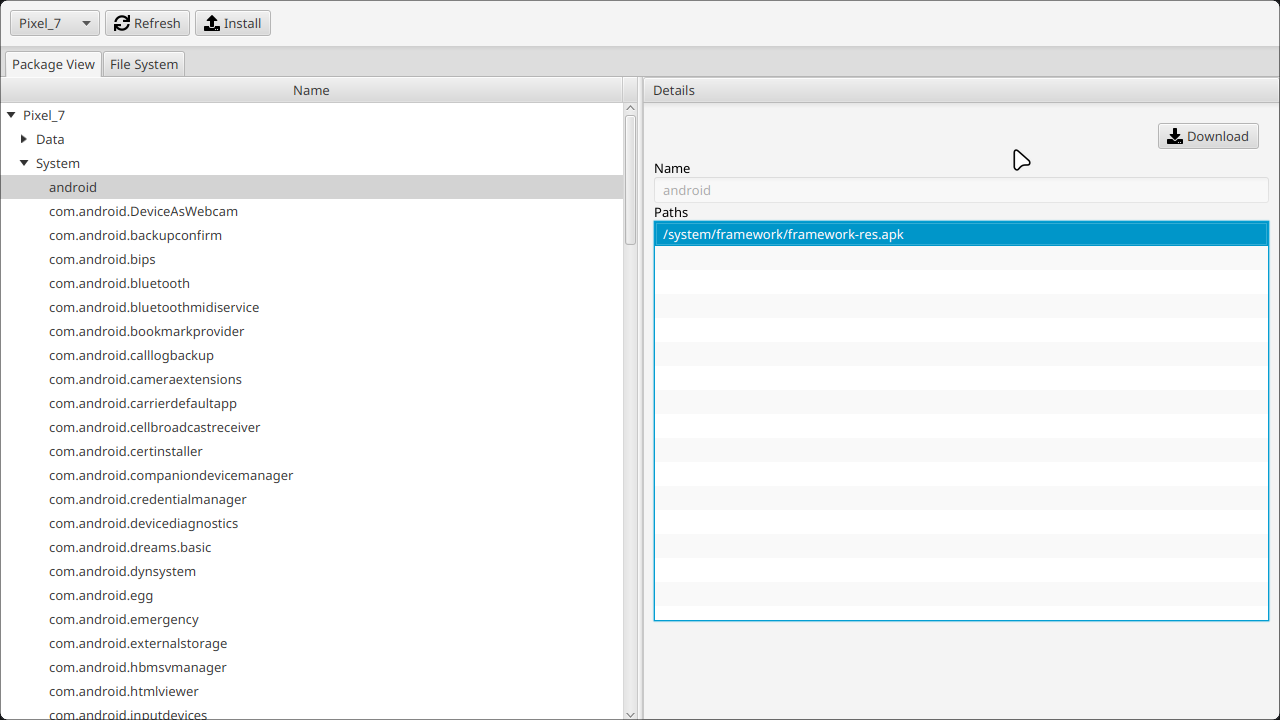 Pixel_7 Refresh Install
Package View File System
Name
Pixel_7
Data
System
android
com.android.DeviceAsWebcam
com.android.backupconfirm
com.android.bips
com.android.bluetooth
com.android.bluetoothmidiservice
com.android.bookmarkprovider
com.android.calllogbackup
com.android.cameraextensions
com.android.carrierdefaultapp
com.android.cellbroadcastreceiver
com.android.certinstaller
com.android.companiondevicemanager
com.android.credentialmanager
com.android.devicediagnostics
com.android.dreams.basic
com.android.dynsystem
com.android.egg
com.android.emergency
com.android.externalstorage
com.android.hbmsvmanager
com.android.htmlviewer
com.android.inputdevices
Details
Download
Name
android
Paths
/system/framework/framework-res.apk